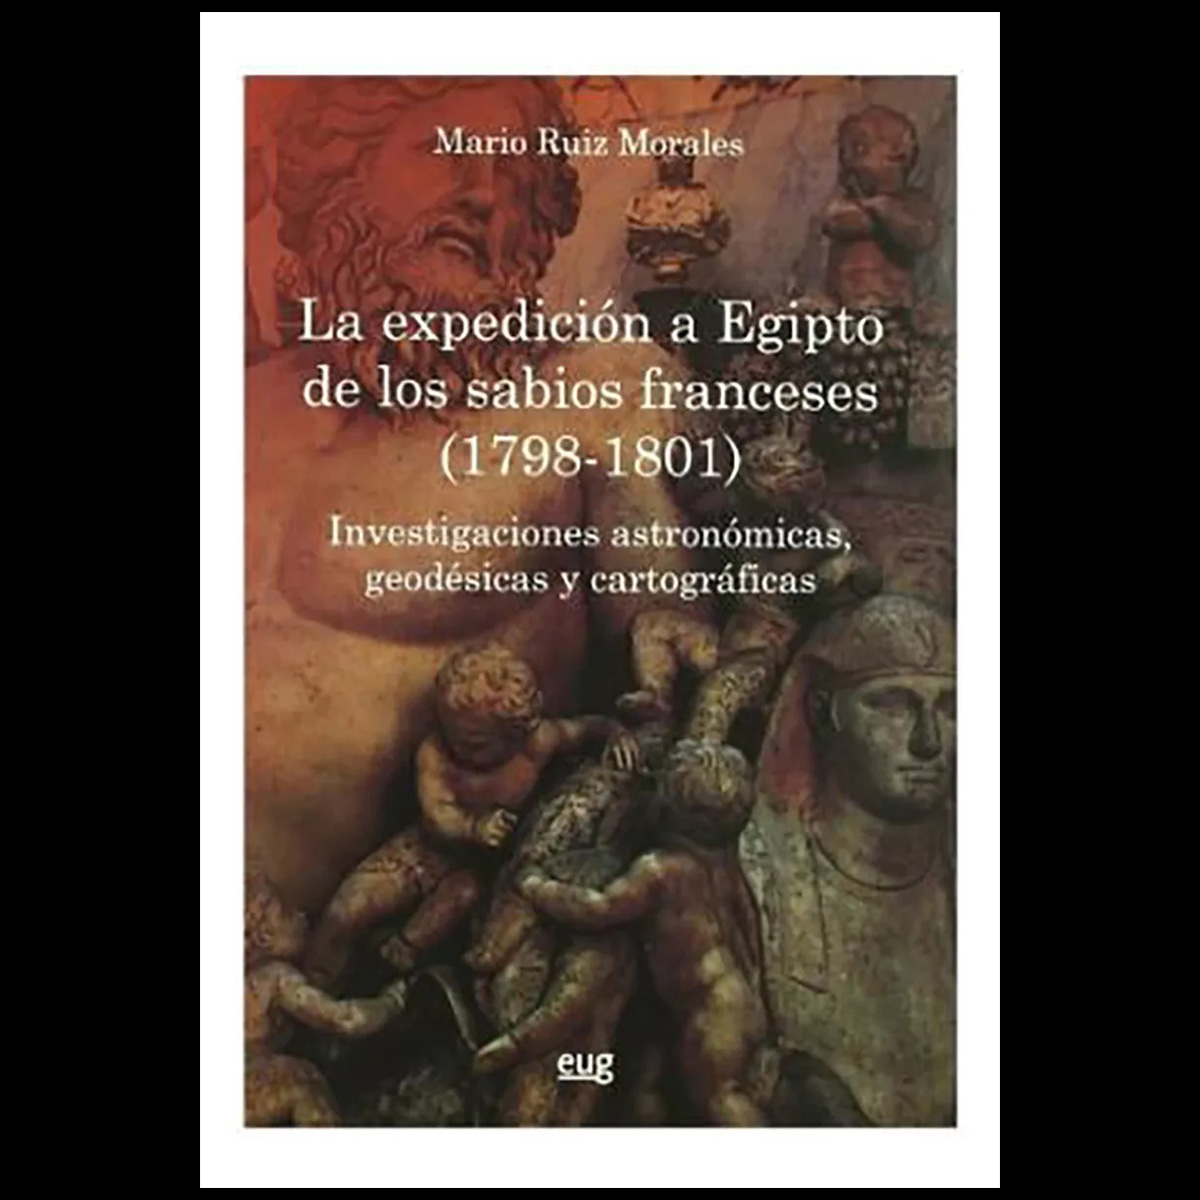 Mario Ruiz Morales
La expedición a Egipto
de los sabios franceses
(1798-1801)
Investigaciones astronómicas,
geodésicas y cartográficas
eug